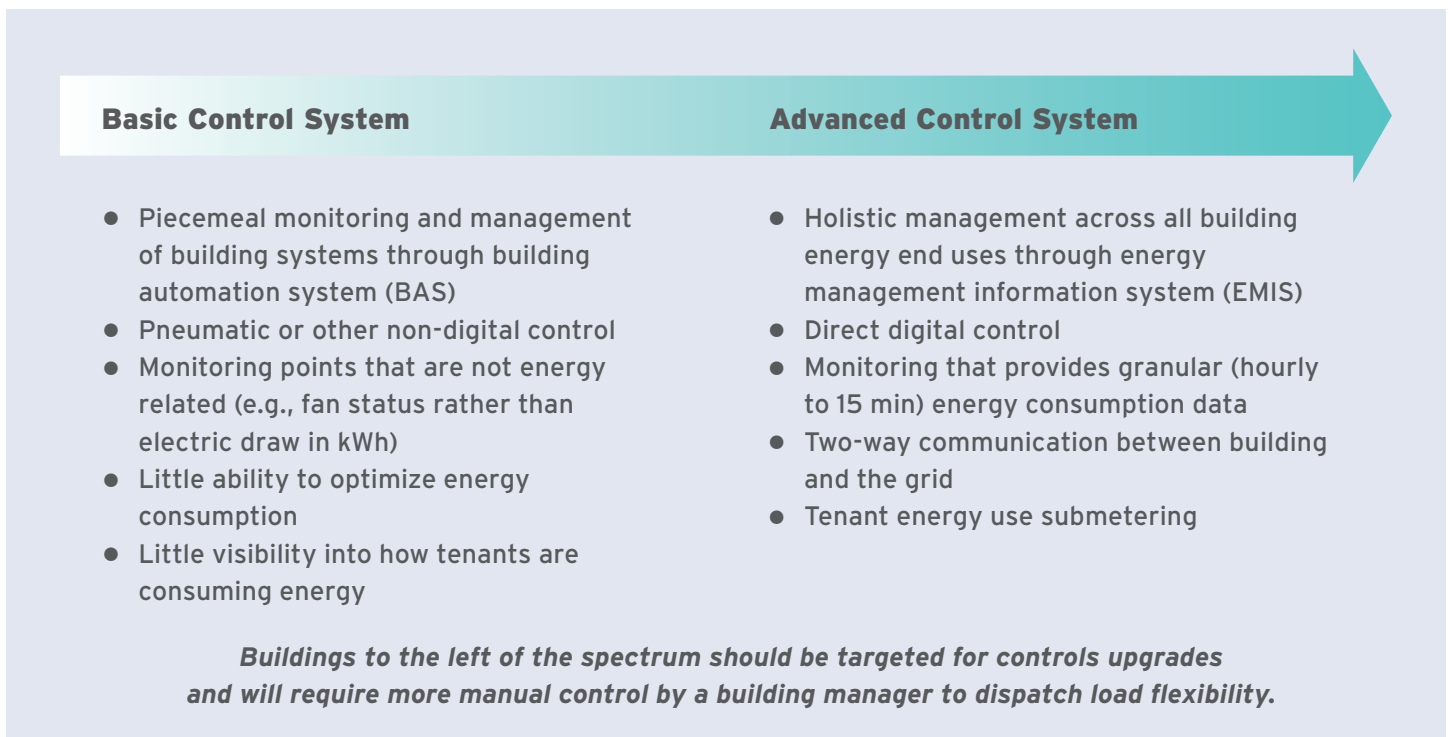 Basic Control System
Advanced Control System
● Piecemeal monitoring and management
of building systems through building
automation system (BAS)
● Pneumatic or other non-digital control
● Monitoring points that are not energy
related (e.g., fan status rather than
electric draw in kWh)
● Little ability to optimize energy
consumption
● Little visibility into how tenants are
consuming energy
● Holistic management across all building
energy end uses through energy
management information system (EMIS)
● Direct digital control
● Monitoring that provides granular (hourly
to 15 min) energy consumption data
● Two-way communication between building
and the grid
● Tenant energy use submetering
Buildings to the left of the spectrum should be targeted for controls upgrades
and will require more manual control by a building manager to dispatch load flexibility.